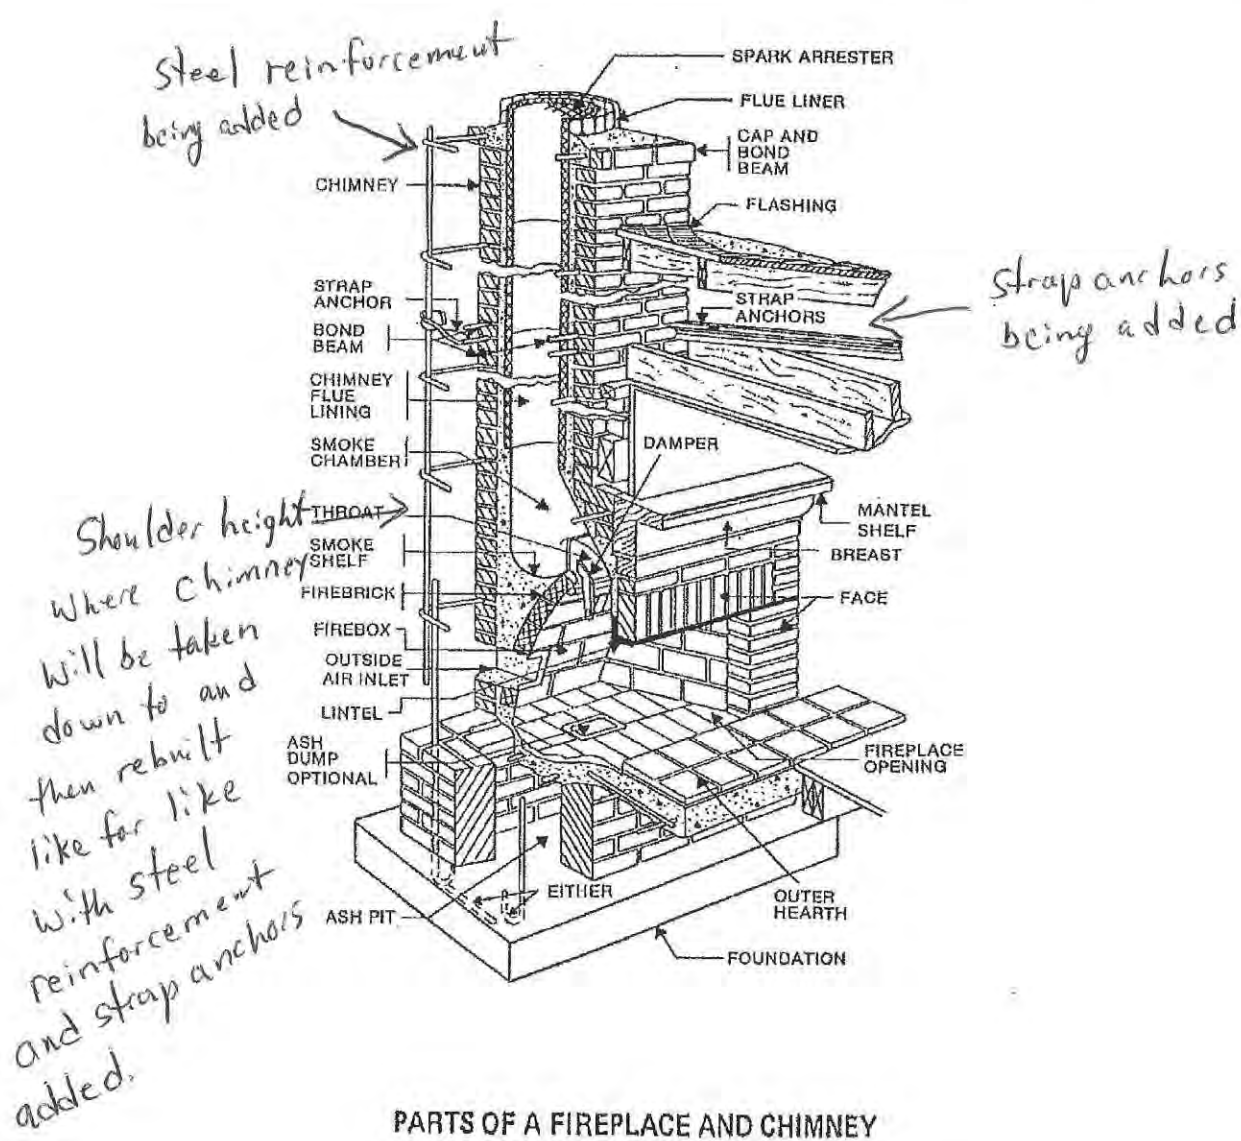 Steel reinforcement
being added
SPARK ARRESTER
FLUE LINER
CAP AND
BOND
BEAM
CHIMNEY
FLASHING
STRAP
ANCHOR
STRAP
ANCHORS
Strap anchors
being added
BOND
BEAM
CHIMNEY
FLUE
LINING
SMOKE
CHAMBER
DAMPER
THROAT
MANTEL
SHELF
SMOKE
SHELF
BREAST
FIREBRICK
FACE
FIREBOX
OUTSIDE
AIR INLET
LINTEL
ASH
DUMP
OPTIONAL
FIREPLACE
OPENING
Shoulder height
where Chimney
will be taken
down to and
then rebuilt
like for like
with steel
reinforcement
and strap anchors
added.
EITHER
ASH PIT
OUTER
HEARTH
FOUNDATION
PARTS OF A FIREPLACE AND CHIMNEY